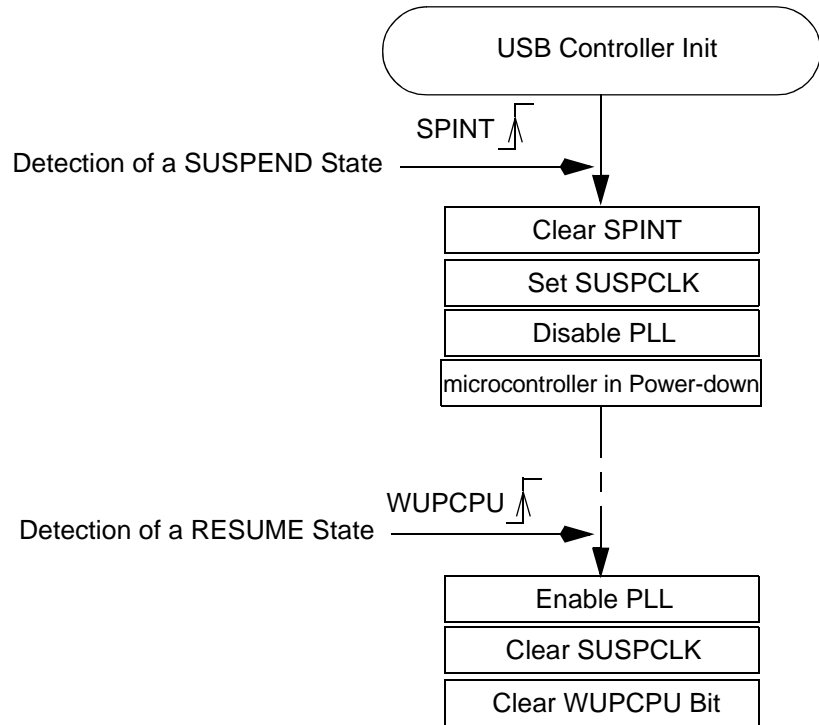 USB Controller Init
SPINT
Detection of a SUSPEND State
Clear SPINT
Set SUSPCLK
Disable PLL
microcontroller in Power-down
WUPCPU
Detection of a RESUME State
Enable PLL
Clear SUSPCLK
Clear WUPCPU Bit